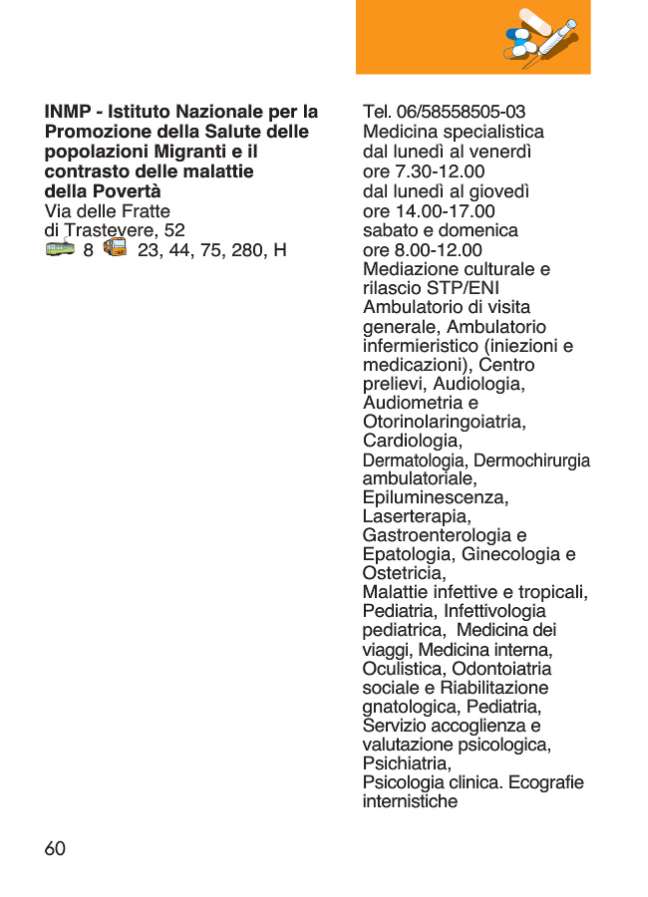 INMP - Istituto Nazionale per la
Promozione della Salute delle
popolazioni Migranti e il
contrasto delle malattie
della Povertà
Via delle Fratte
di Trastevere, 52
8 23, 44, 75, 280, H
Tel. 06/58558505-03
Medicina specialistica
dal lunedì al venerdì
ore 7.30-12.00
dal lunedì al giovedì
ore 14.00-17.00
sabato e domenica
ore 8.00-12.00
Mediazione culturale e
rilascio STP/ENI
Ambulatorio di visita
generale, Ambulatorio
infermieristico (iniezioni e
medicazioni), Centro
prelievi, Audiologia,
Audiometria e
Otorinolaringoiatria,
Cardiologia,
Dermatologia, Dermochirurgia
ambulatoriale,
Epiluminescenza,
Laserterapia,
Gastroenterologia e
Epatologia, Ginecologia e
Ostetricia,
Malattie infettive e tropicali,
Pediatria, Infettivologia
pediatrica, Medicina dei
viaggi, Medicina interna,
Oculistica, Odontoiatria
sociale e Riabilitazione
gnatologica, Pediatria,
Servizio accoglienza e
valutazione psicologica,
Psichiatria,
Psicologia clinica. Ecografie
internistiche
60